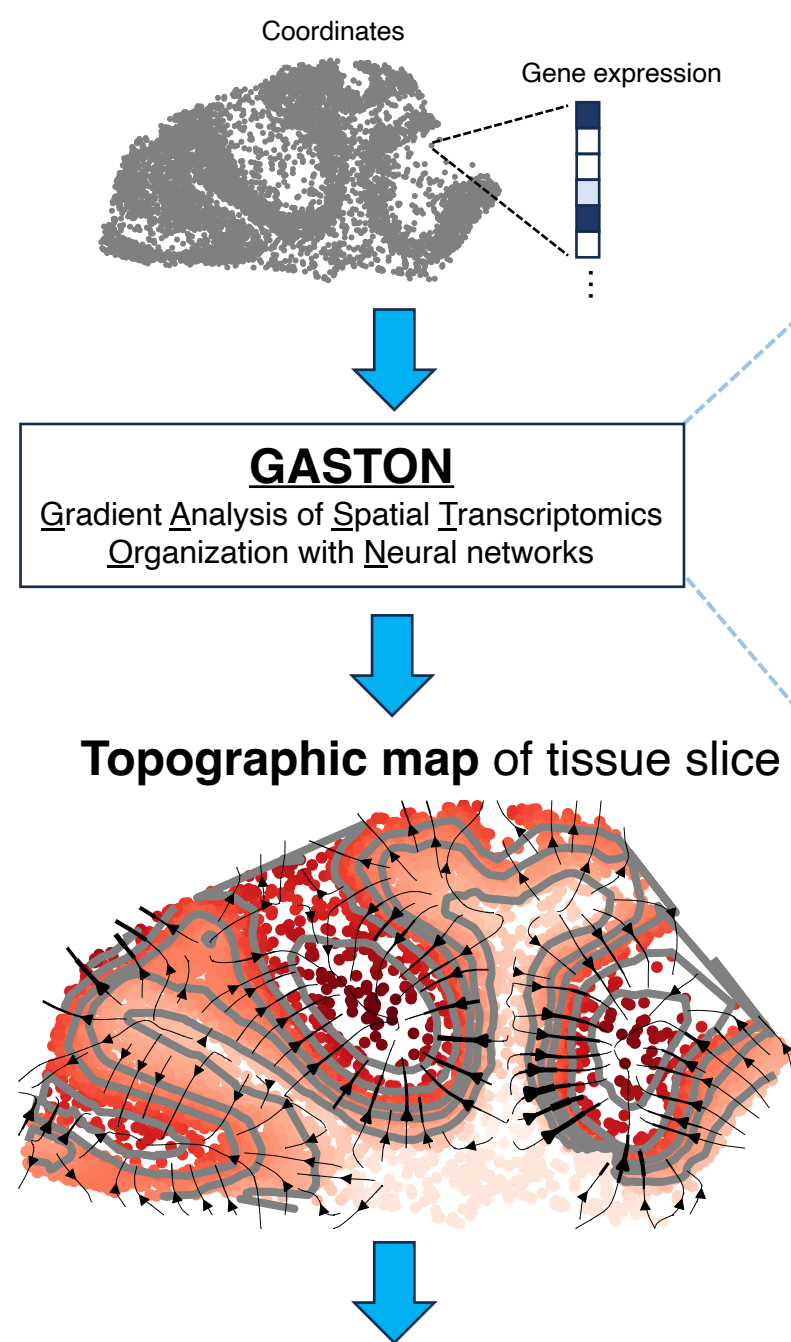 Coordinates
Gene expression
⋮
GASTON
Gradient Analysis of Spatial Transcriptomics
Organization with Neural networks
Topographic map of tissue slice